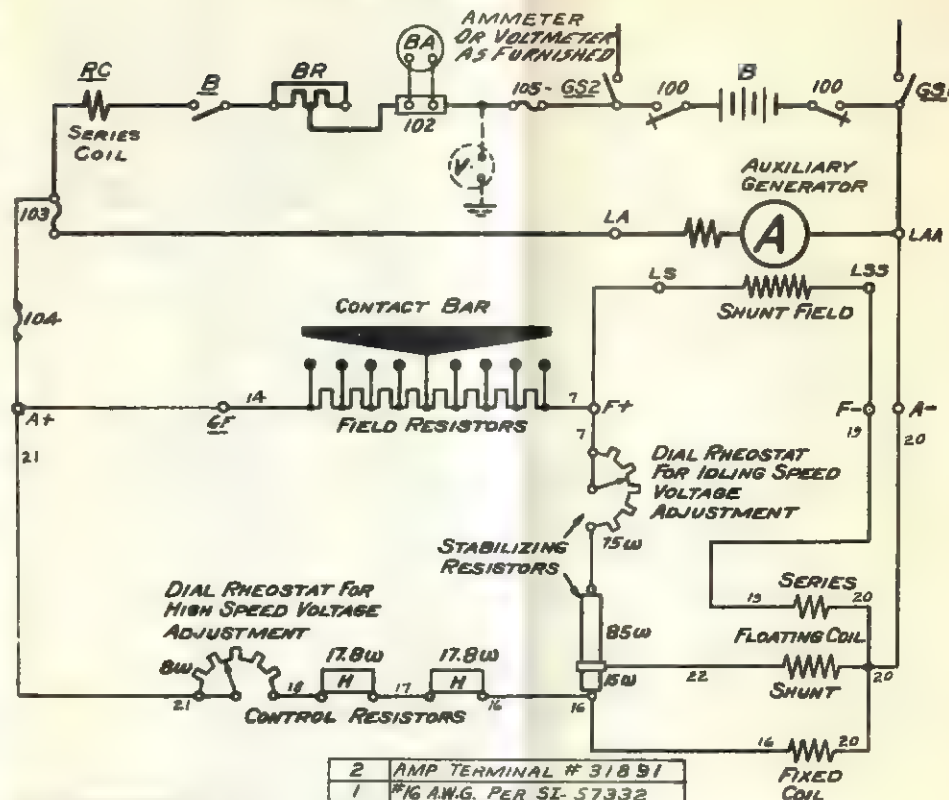 AMMETER
OR VOLTMETER
AS FURNISHED
BA
RC
B
BR
SERIES
COIL
102
105-
GS2
100
B
100
V.
AUXILIARY
GENERATOR
103
LA
A
LAA
LS
LSS
SHUNT FIELD
104
CONTACT BAR
A+
GF
14
FIELD RESISTORS
7
F+
F-
A-
21
7
19
20
DIAL RHEOSTAT
FOR IDLING SPEED
VOLTAGE
ADJUSTMENT
75ω
STABILIZING
RESISTORS
DIAL RHEOSTAT FOR
HIGH SPEED VOLTAGE
ADJUSTMENT
SERIES
19
20
85ω
FLOATING COIL
8ω
17.8ω
17.8ω
H
H
15ω
22
20
SHUNT
21
18
17
16
16
CONTROL RESISTORS
16
20
FIXED
COIL
2 AMP TERMINAL # 31891
1 #16 A.W.G. PER SI-57332